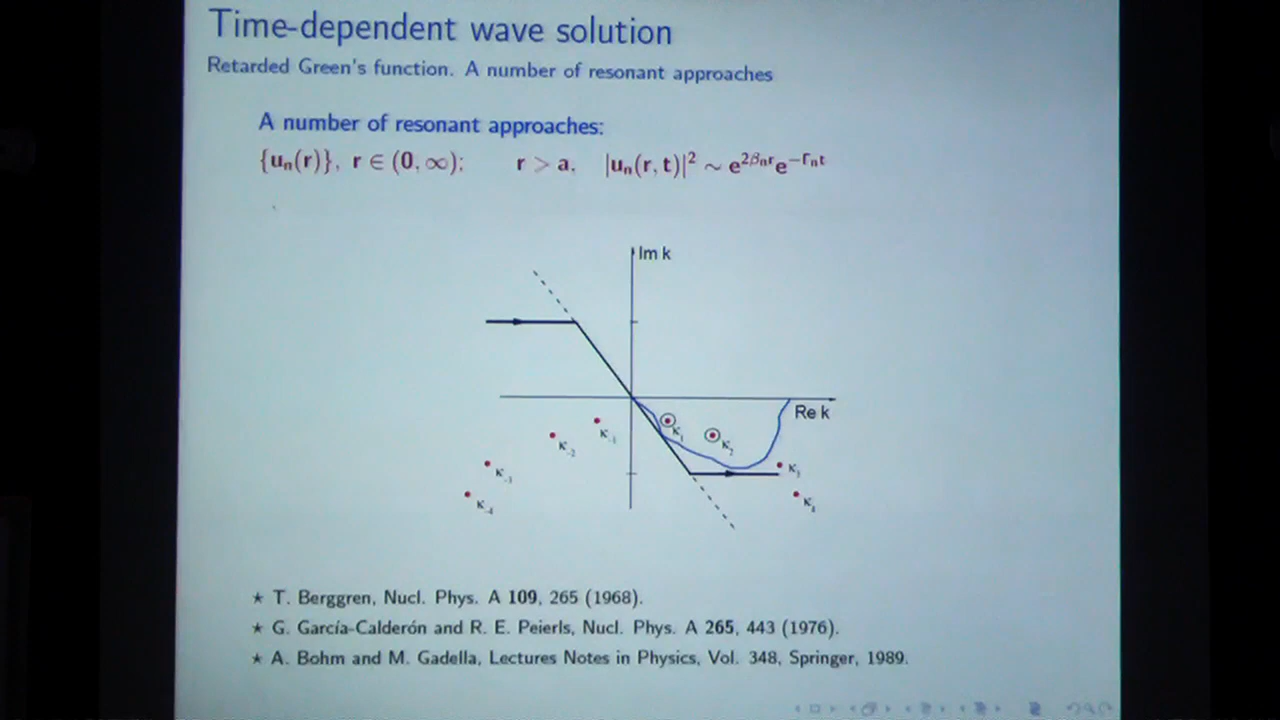 Time-dependent wave solution
Retarded Green's function. A number of resonant approaches
A number of resonant approaches:
{uₙ(r)}, r ∈ (0, ∞); r > a, |uₙ(r, t)|² ~ e^{2βₙr}e^{−Γₙt}
Im k
Re k
κ₋₁
κ₁
κ₋₂
κ₂
κ₃
κ₋₄
κ₄
★ T. Berggren, Nucl. Phys. A 109, 265 (1968).
★ G. García-Calderón and R. E. Peierls, Nucl. Phys. A 265, 443 (1976).
★ A. Bohm and M. Gadella, Lectures Notes in Physics, Vol. 348, Springer, 1989.